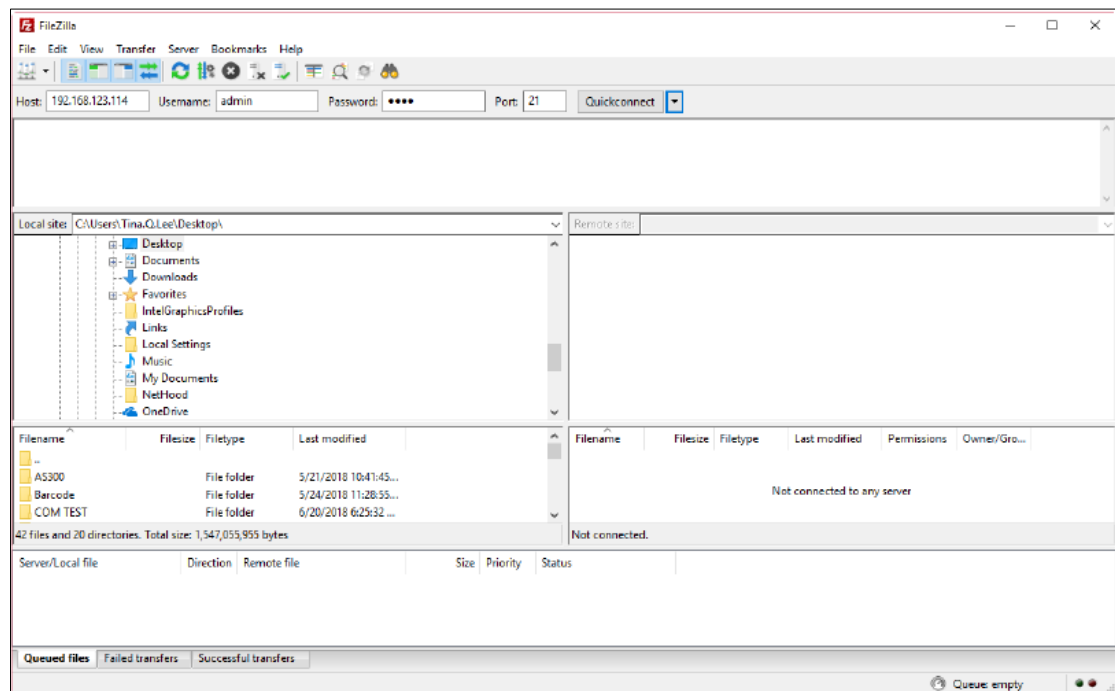 FileZilla
File Edit View Transfer Server Bookmarks Help
Host: 192.168.123.114 Username: admin Password: ●●●● Port: 21 Quickconnect
Local site: C:\Users\Tina.Q.Lee\Desktop\ Remote site:
Desktop
Documents
Downloads
Favorites
IntelGraphicsProfiles
Links
Local Settings
Music
My Documents
NetHood
OneDrive
Filename Filesize Filetype Last modified
..
A5300 File folder 5/21/2018 10:41:45...
Barcode File folder 5/24/2018 11:28:55...
COM TEST File folder 6/20/2018 6:25:32 ...
42 files and 20 directories. Total size: 1,547,055,955 bytes
Filename Filesize Filetype Last modified Permissions Owner/Gro...
Not connected to any server
Not connected.
Server/Local file Direction Remote file Size Priority Status
Queued files Failed transfers Successful transfers
Queue: empty